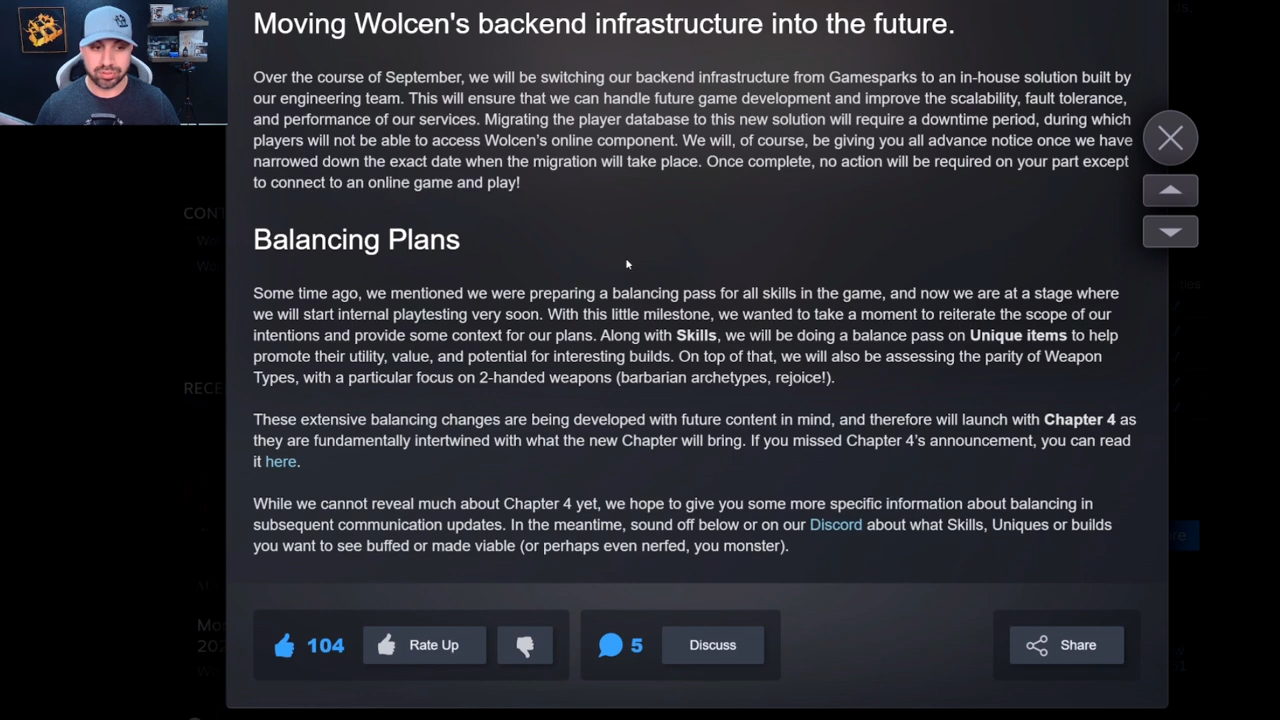 Moving Wolcen's backend infrastructure into the future.
Over the course of September, we will be switching our backend infrastructure from Gamesparks to an in-house solution built by
our engineering team. This will ensure that we can handle future game development and improve the scalability, fault tolerance,
and performance of our services. Migrating the player database to this new solution will require a downtime period, during which
players will not be able to access Wolcen's online component. We will, of course, be giving you all advance notice once we have
narrowed down the exact date when the migration will take place. Once complete, no action will be required on your part except
to connect to an online game and play!
CONT
Balancing Plans
Some time ago, we mentioned we were preparing a balancing pass for all skills in the game, and now we are at a stage where
we will start internal playtesting very soon. With this little milestone, we wanted to take a moment to reiterate the scope of our
intentions and provide some context for our plans. Along with Skills, we will be doing a balance pass on Unique items to help
promote their utility, value, and potential for interesting builds. On top of that, we will also be assessing the parity of Weapon
Types, with a particular focus on 2-handed weapons (barbarian archetypes, rejoice!).
RECE
These extensive balancing changes are being developed with future content in mind, and therefore will launch with Chapter 4 as
they are fundamentally intertwined with what the new Chapter will bring. If you missed Chapter 4's announcement, you can read
it here.
While we cannot reveal much about Chapter 4 yet, we hope to give you some more specific information about balancing in
subsequent communication updates. In the meantime, sound off below or on our Discord about what Skills, Uniques or builds
you want to see buffed or made viable (or perhaps even nerfed, you monster).
104 Rate Up 5 Discuss Share